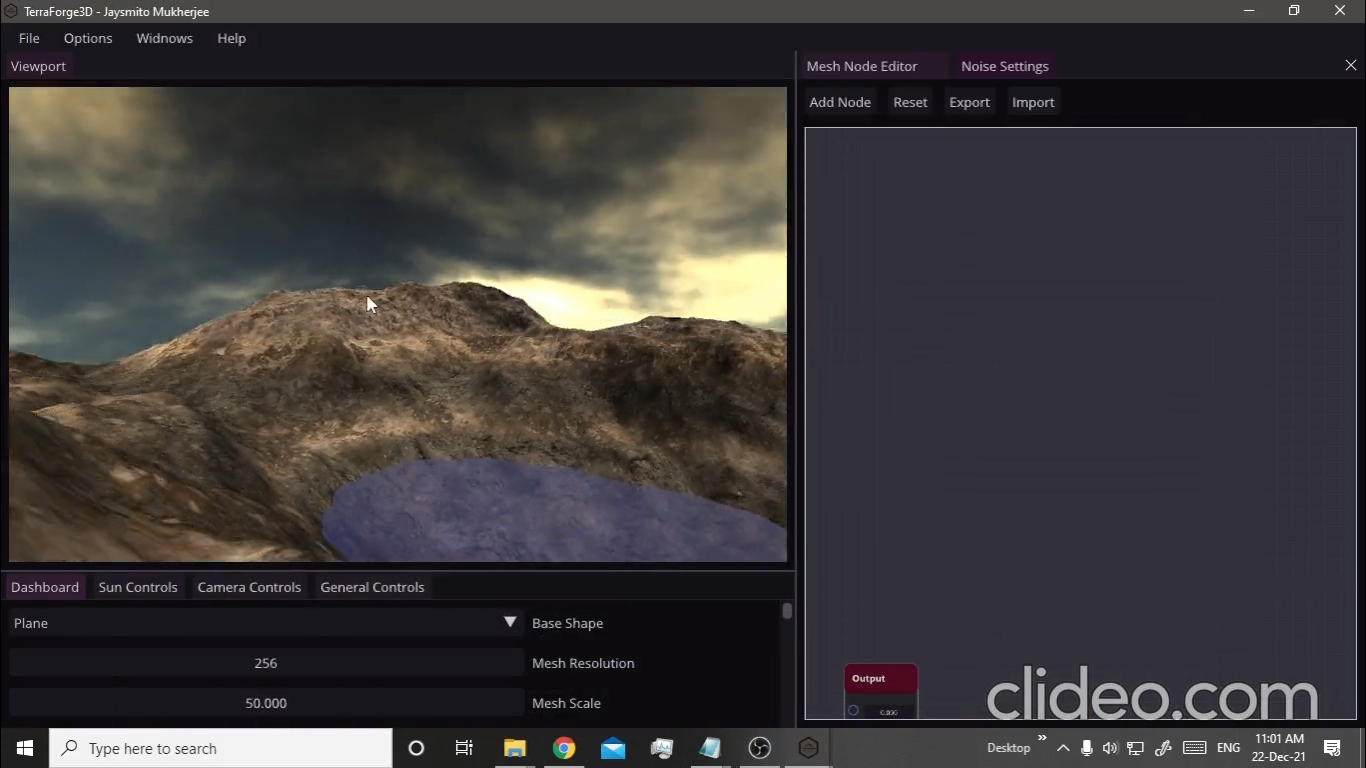 TerraForge3D - Jaysmito Mukherjee
File Options Widnows Help
Viewport
Mesh Node Editor Noise Settings
Add Node Reset Export Import
Output
Dashboard Sun Controls Camera Controls General Controls
Plane Base Shape
256 Mesh Resolution
50.000 Mesh Scale
clideo.com
Type here to search
Desktop
ENG
11:01 AM
22-Dec-21